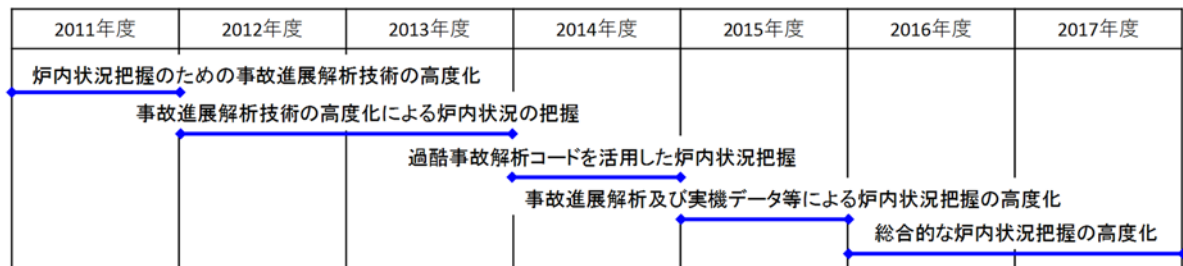 2011年度 2012年度 2013年度 2014年度 2015年度 2016年度 2017年度
炉内状況把握のための事故進展解析技術の高度化
事故進展解析技術の高度化による炉内状況の把握
過酷事故解析コードを活用した炉内状況把握
事故進展解析及び実機データ等による炉内状況把握の高度化
総合的な炉内状況把握の高度化